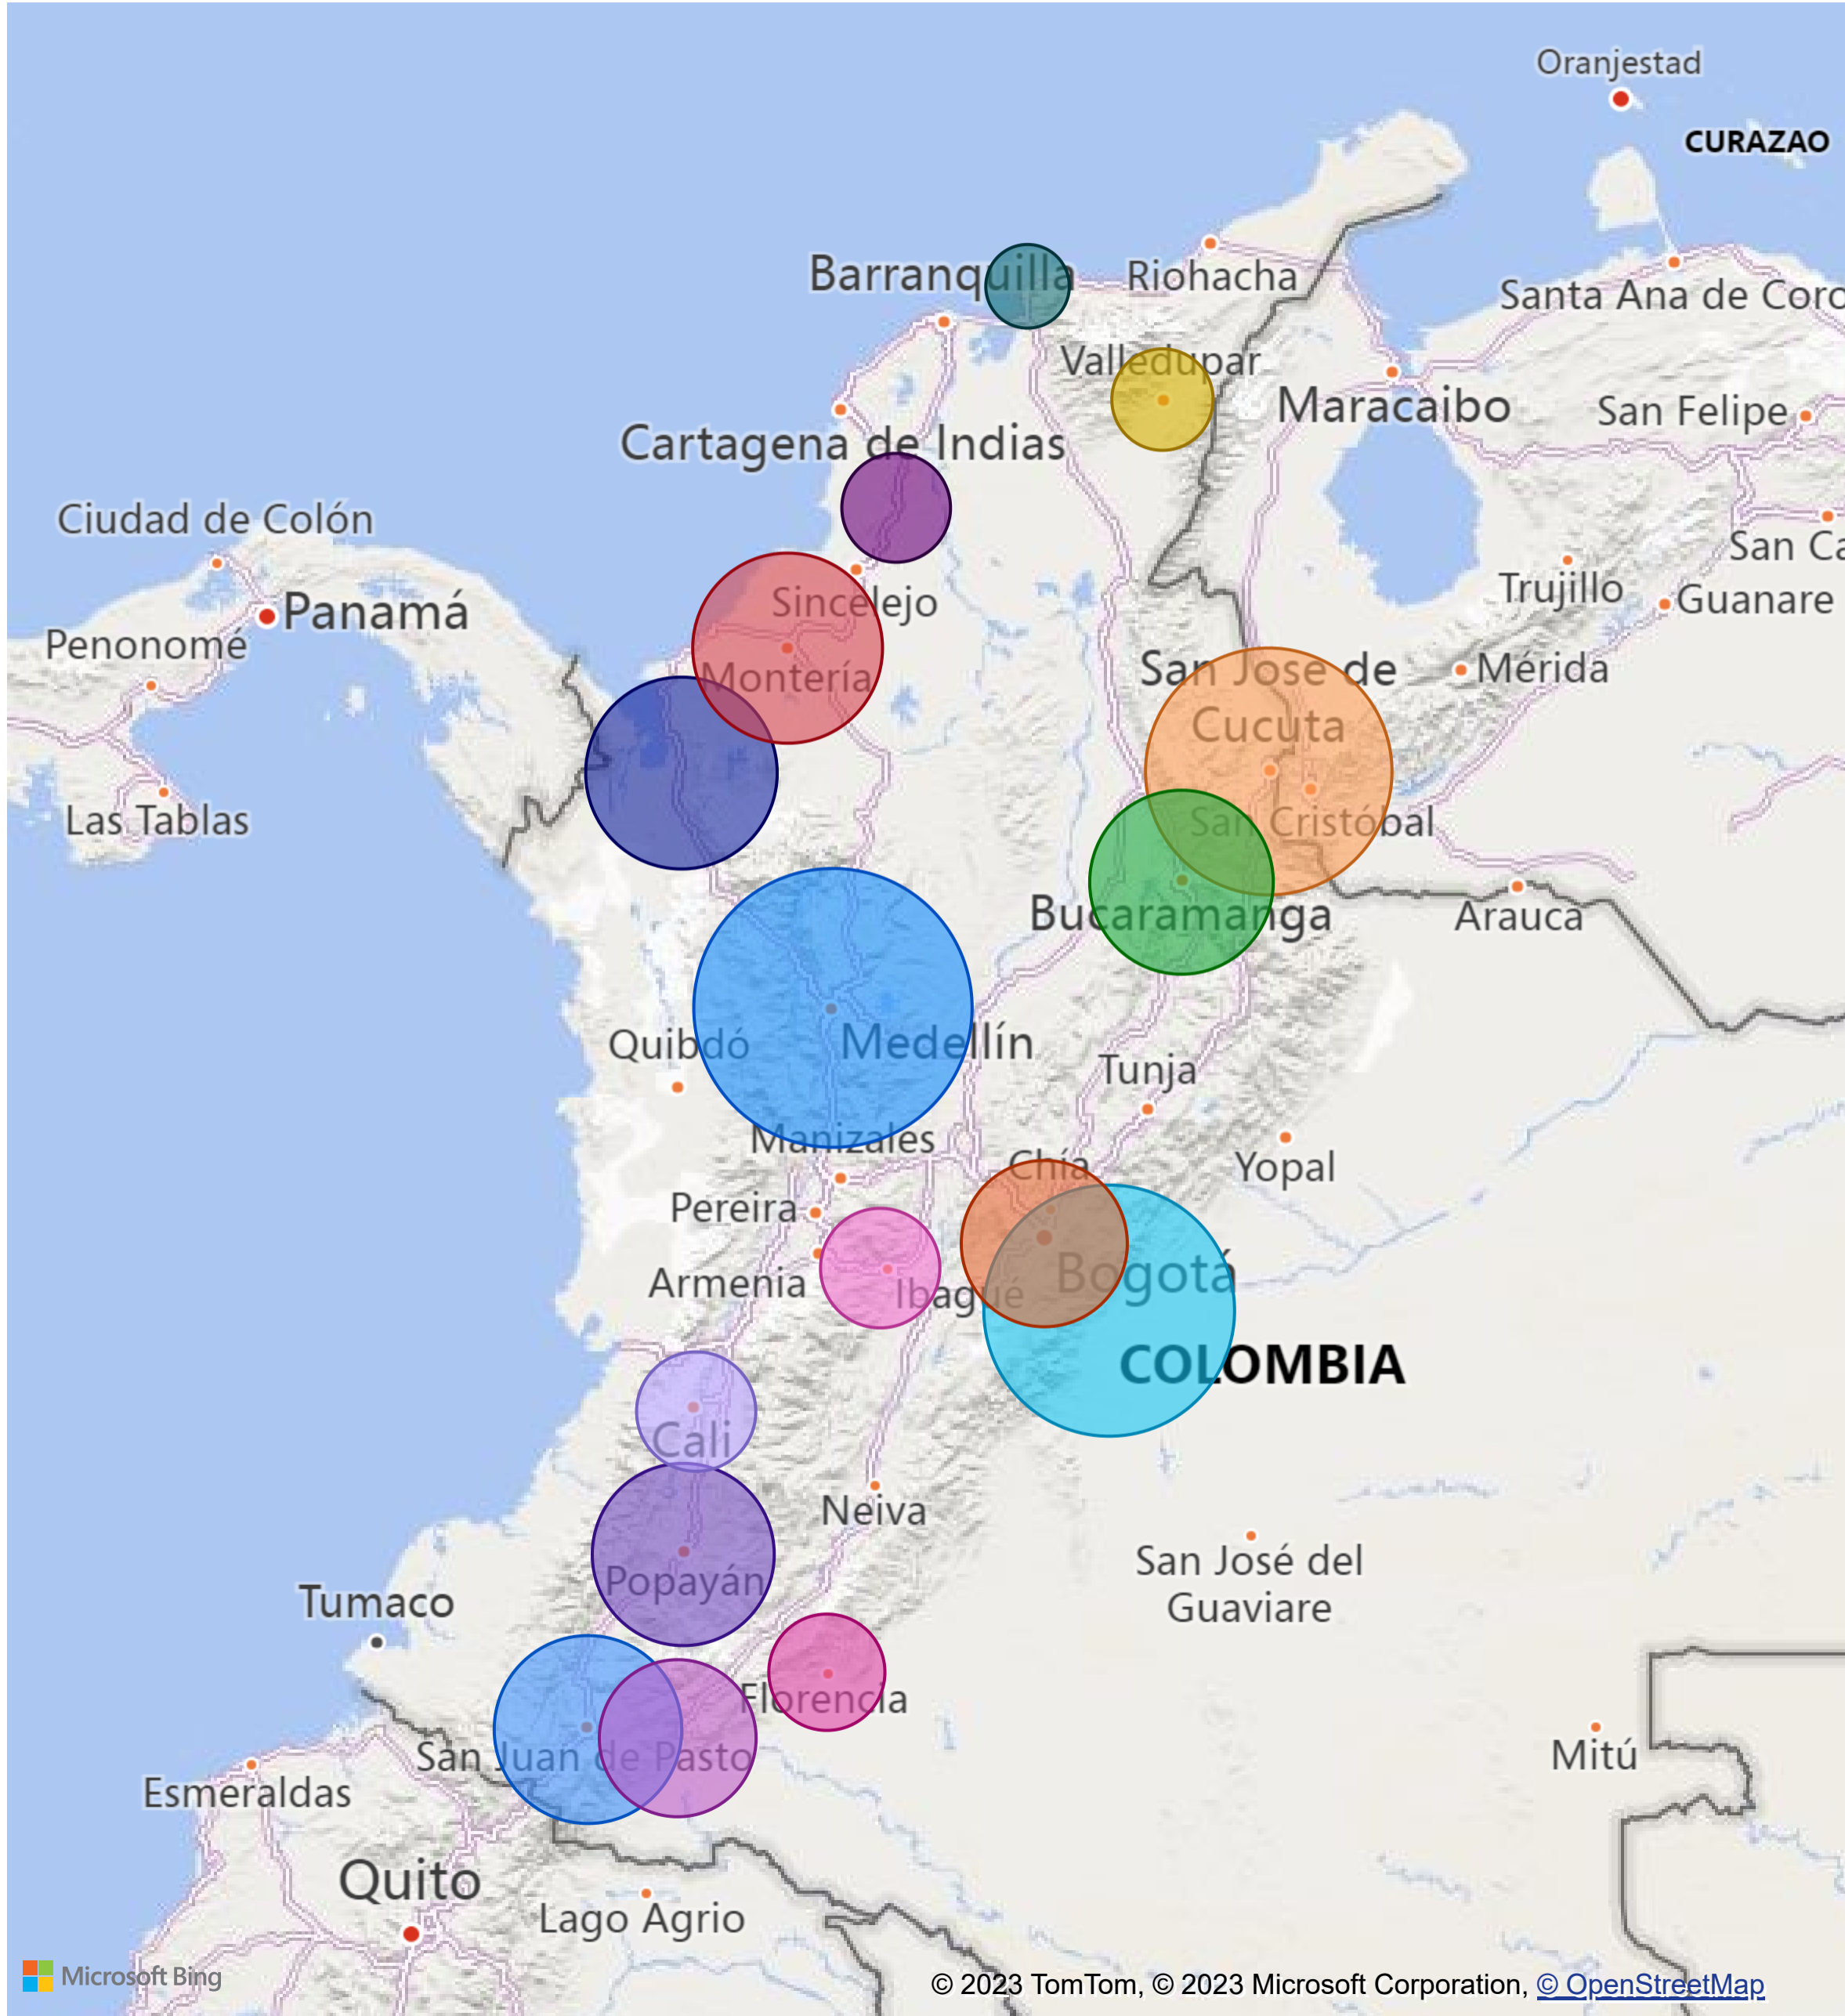 Oranjestad
CURAZAO
Barranquilla
Riohacha
Santa Ana de Coro
Valledupar
Maracaibo
San Felipe
Cartagena de Indias
Ciudad de Colón
San Ca
Trujillo
Guanare
Panamá
Sincelejo
Penonomé
San Jose de
Cucuta
Mérida
Montería
Las Tablas
San Cristóbal
Bucaramanga
Arauca
Quibdó
Medellín
Tunja
Manizales
Chía
Yopal
Pereira
Armenia
Ibagué
Bogotá
COLOMBIA
Cali
Neiva
San José del
Guaviare
Popayán
Tumaco
Florencia
San Juan de Pasto
Mitú
Esmeraldas
Quito
Lago Agrio
Microsoft Bing
© 2023 TomTom, © 2023 Microsoft Corporation, © OpenStreetMap